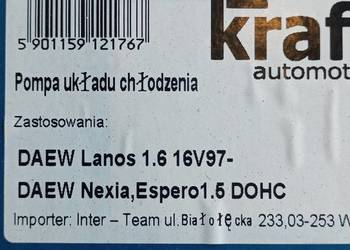 5 901159 121767
kraf
automot
Pompa układu chłodzenia
Zastosowania:
DAEW Lanos 1.6 16V97-
DAEW Nexia,Espero1.5 DOHC
Importer: Inter - Team ul.Białołęcka 233,03-253 W